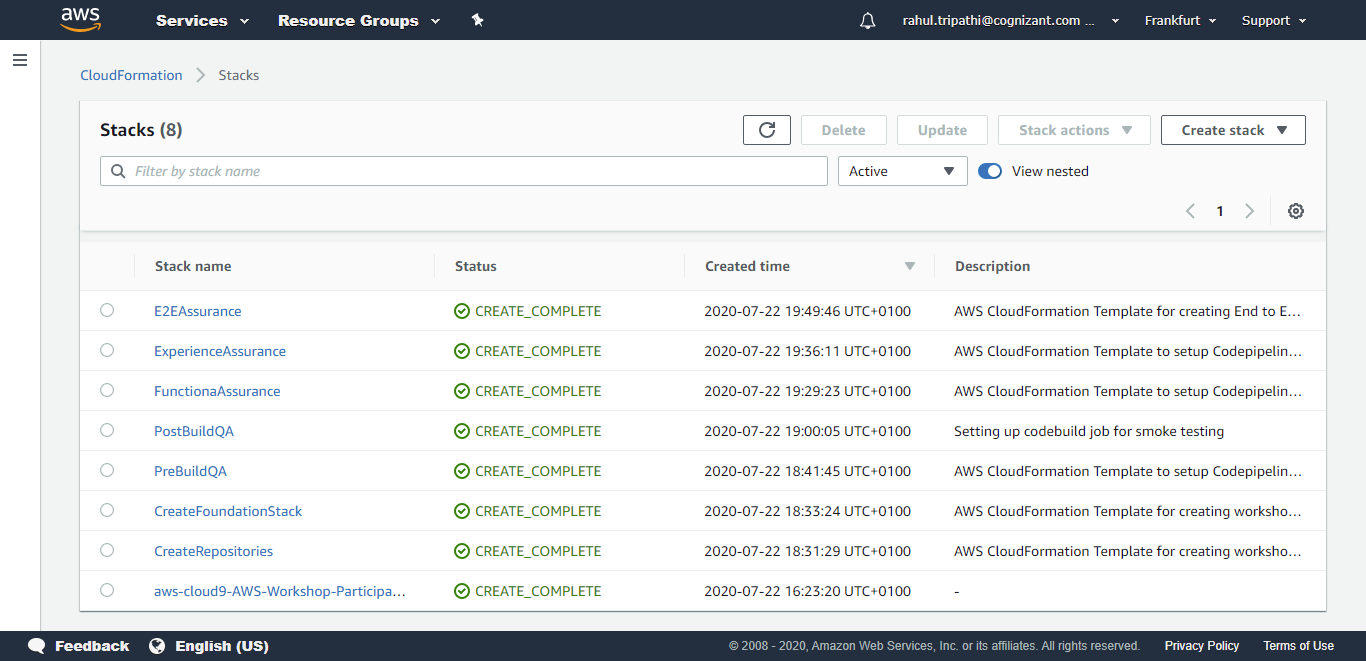 aws Services Resource Groups rahul.tripathi@cognizant.com ... Frankfurt Support
CloudFormation Stacks
Stacks (8) Delete Update Stack actions Create stack
Filter by stack name Active View nested
1
Stack name Status Created time Description
E2EAssurance CREATE_COMPLETE 2020-07-22 19:49:46 UTC+0100 AWS CloudFormation Template for creating End to E...
ExperienceAssurance CREATE_COMPLETE 2020-07-22 19:36:11 UTC+0100 AWS CloudFormation Template to setup Codepipelin...
FunctionaAssurance CREATE_COMPLETE 2020-07-22 19:29:23 UTC+0100 AWS CloudFormation Template to setup Codepipelin...
PostBuildQA CREATE_COMPLETE 2020-07-22 19:00:05 UTC+0100 Setting up codebuild job for smoke testing
PreBuildQA CREATE_COMPLETE 2020-07-22 18:41:45 UTC+0100 AWS CloudFormation Template to setup Codepipelin...
CreateFoundationStack CREATE_COMPLETE 2020-07-22 18:33:24 UTC+0100 AWS CloudFormation Template for creating worksho...
CreateRepositories CREATE_COMPLETE 2020-07-22 18:31:29 UTC+0100 AWS CloudFormation Template for creating worksho...
aws-cloud9-AWS-Workshop-Participa... CREATE_COMPLETE 2020-07-22 16:23:20 UTC+0100 -
Feedback English (US) © 2008 - 2020, Amazon Web Services, Inc. or its affiliates. All rights reserved. Privacy Policy Terms of Use